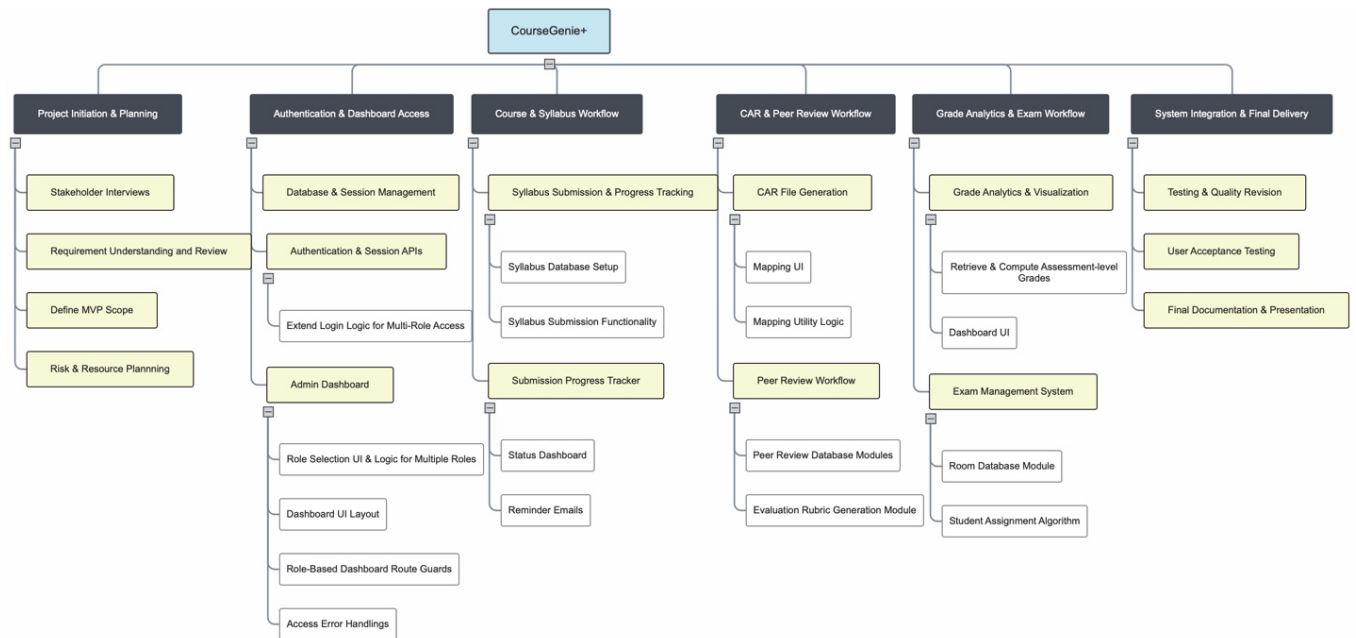 CourseGenie+
Project Initiation & Planning
Stakeholder Interviews
Requirement Understanding and Review
Define MVP Scope
Risk & Resource Plannning
Authentication & Dashboard Access
Database & Session Management
Authentication & Session APIs
Extend Login Logic for Multi-Role Access
Admin Dashboard
Role Selection UI & Logic for Multiple Roles
Dashboard UI Layout
Role-Based Dashboard Route Guards
Access Error Handlings
Course & Syllabus Workflow
Syllabus Submission & Progress Tracking
Syllabus Database Setup
Syllabus Submission Functionality
Submission Progress Tracker
Status Dashboard
Reminder Emails
CAR & Peer Review Workflow
CAR File Generation
Mapping UI
Mapping Utility Logic
Peer Review Workflow
Peer Review Database Modules
Evaluation Rubric Generation Module
Grade Analytics & Exam Workflow
Grade Analytics & Visualization
Retrieve & Compute Assessment-level
Grades
Dashboard UI
Exam Management System
Room Database Module
Student Assignment Algorithm
System Integration & Final Delivery
Testing & Quality Revision
User Acceptance Testing
Final Documentation & Presentation